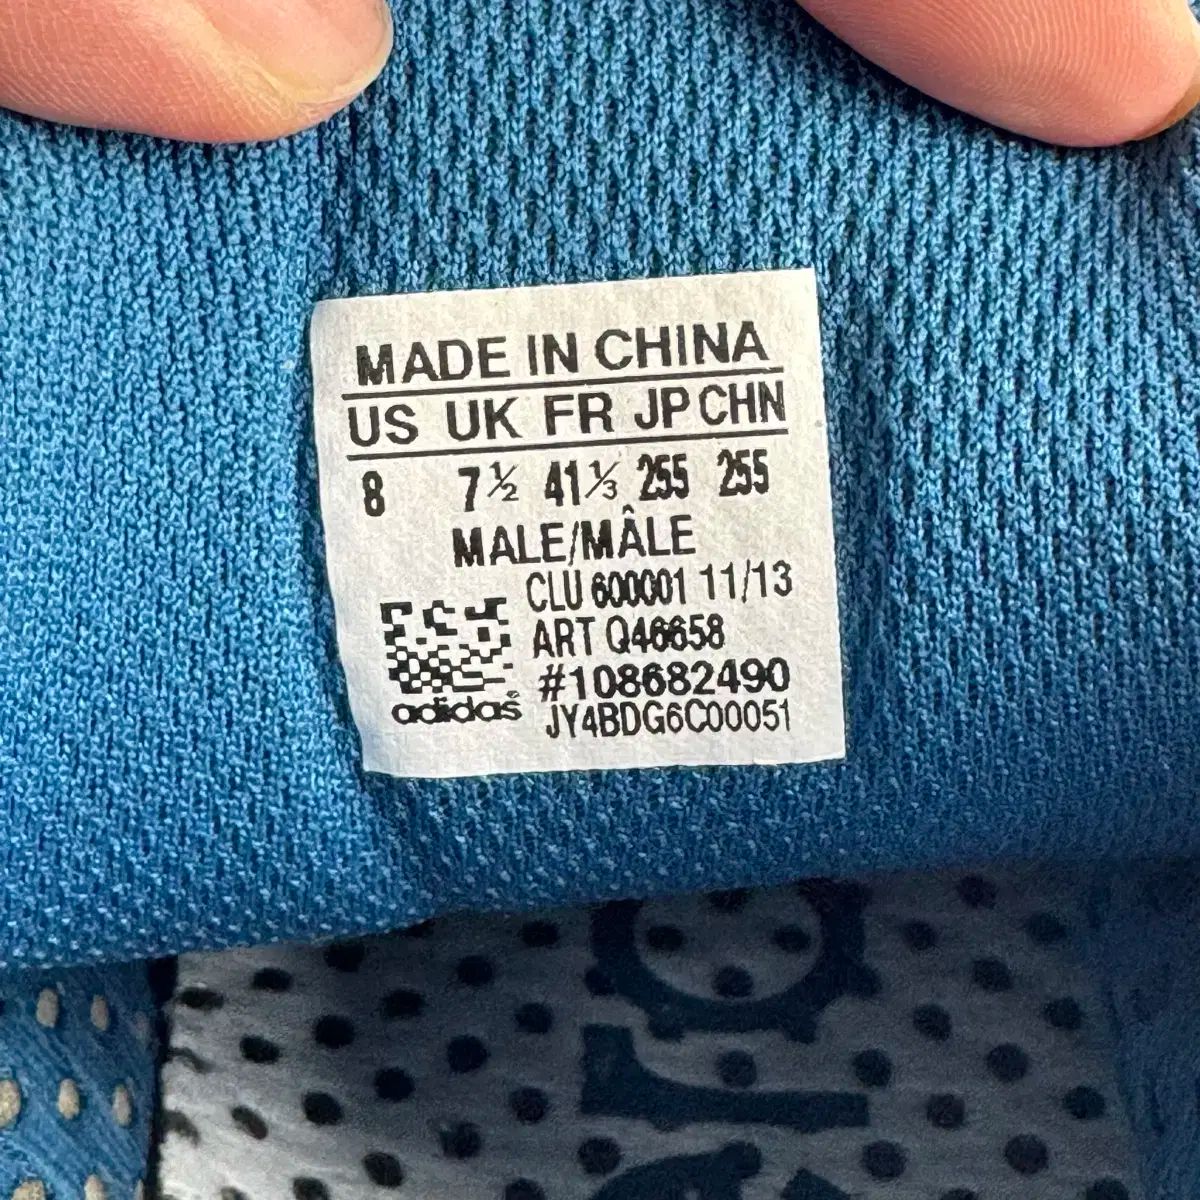 MADE IN CHINA
US UK FR JP CHN
8 7½ 41⅓ 255 255
MALE/MÂLE
CLU 600001 11/13
ART Q46658
#108682490
adidas®
JY4BDG6C00051